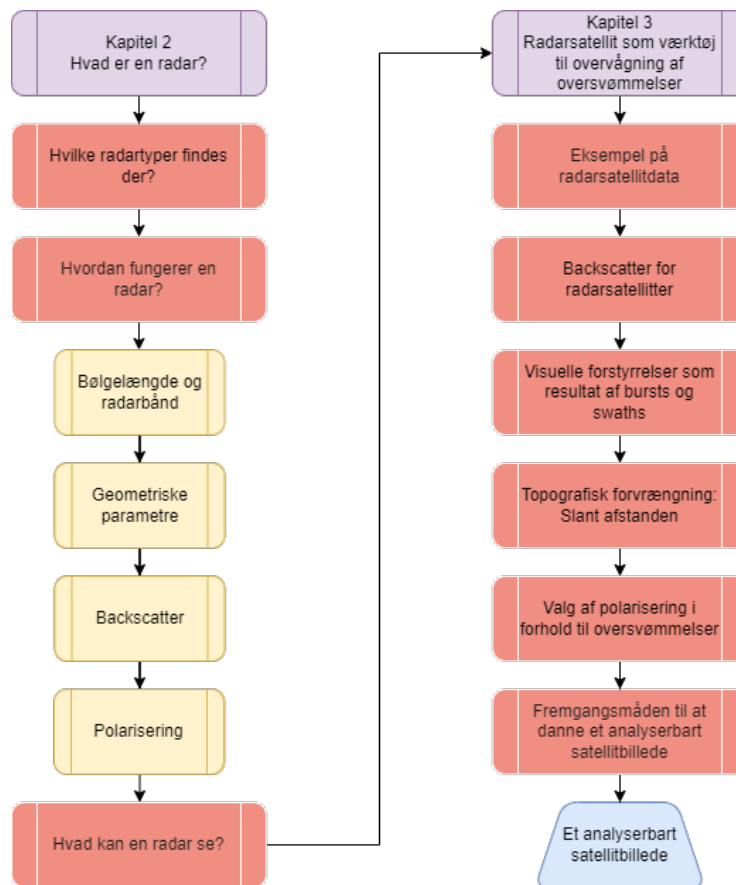 Kapitel 2
Hvad er en radar?
Hvilke radartyper findes
der?
Hvordan fungerer en
radar?
Bølgelængde og
radarbånd
Geometriske
parametre
Backscatter
Polarisering
Hvad kan en radar se?
Kapitel 3
Radarsatellit som værktøj
til overvågning af
oversvømmelser
Eksempel på
radarsatellitdata
Backscatter for
radarsatellitter
Visuelle forstyrrelser som
resultat af bursts og
swaths
Topografisk forvrængning:
Slant afstanden
Valg af polarisering i
forhold til oversvømmelser
Fremgangsmåden til at
danne et analyserbart
satellitbillede
Et analyserbart
satellitbillede